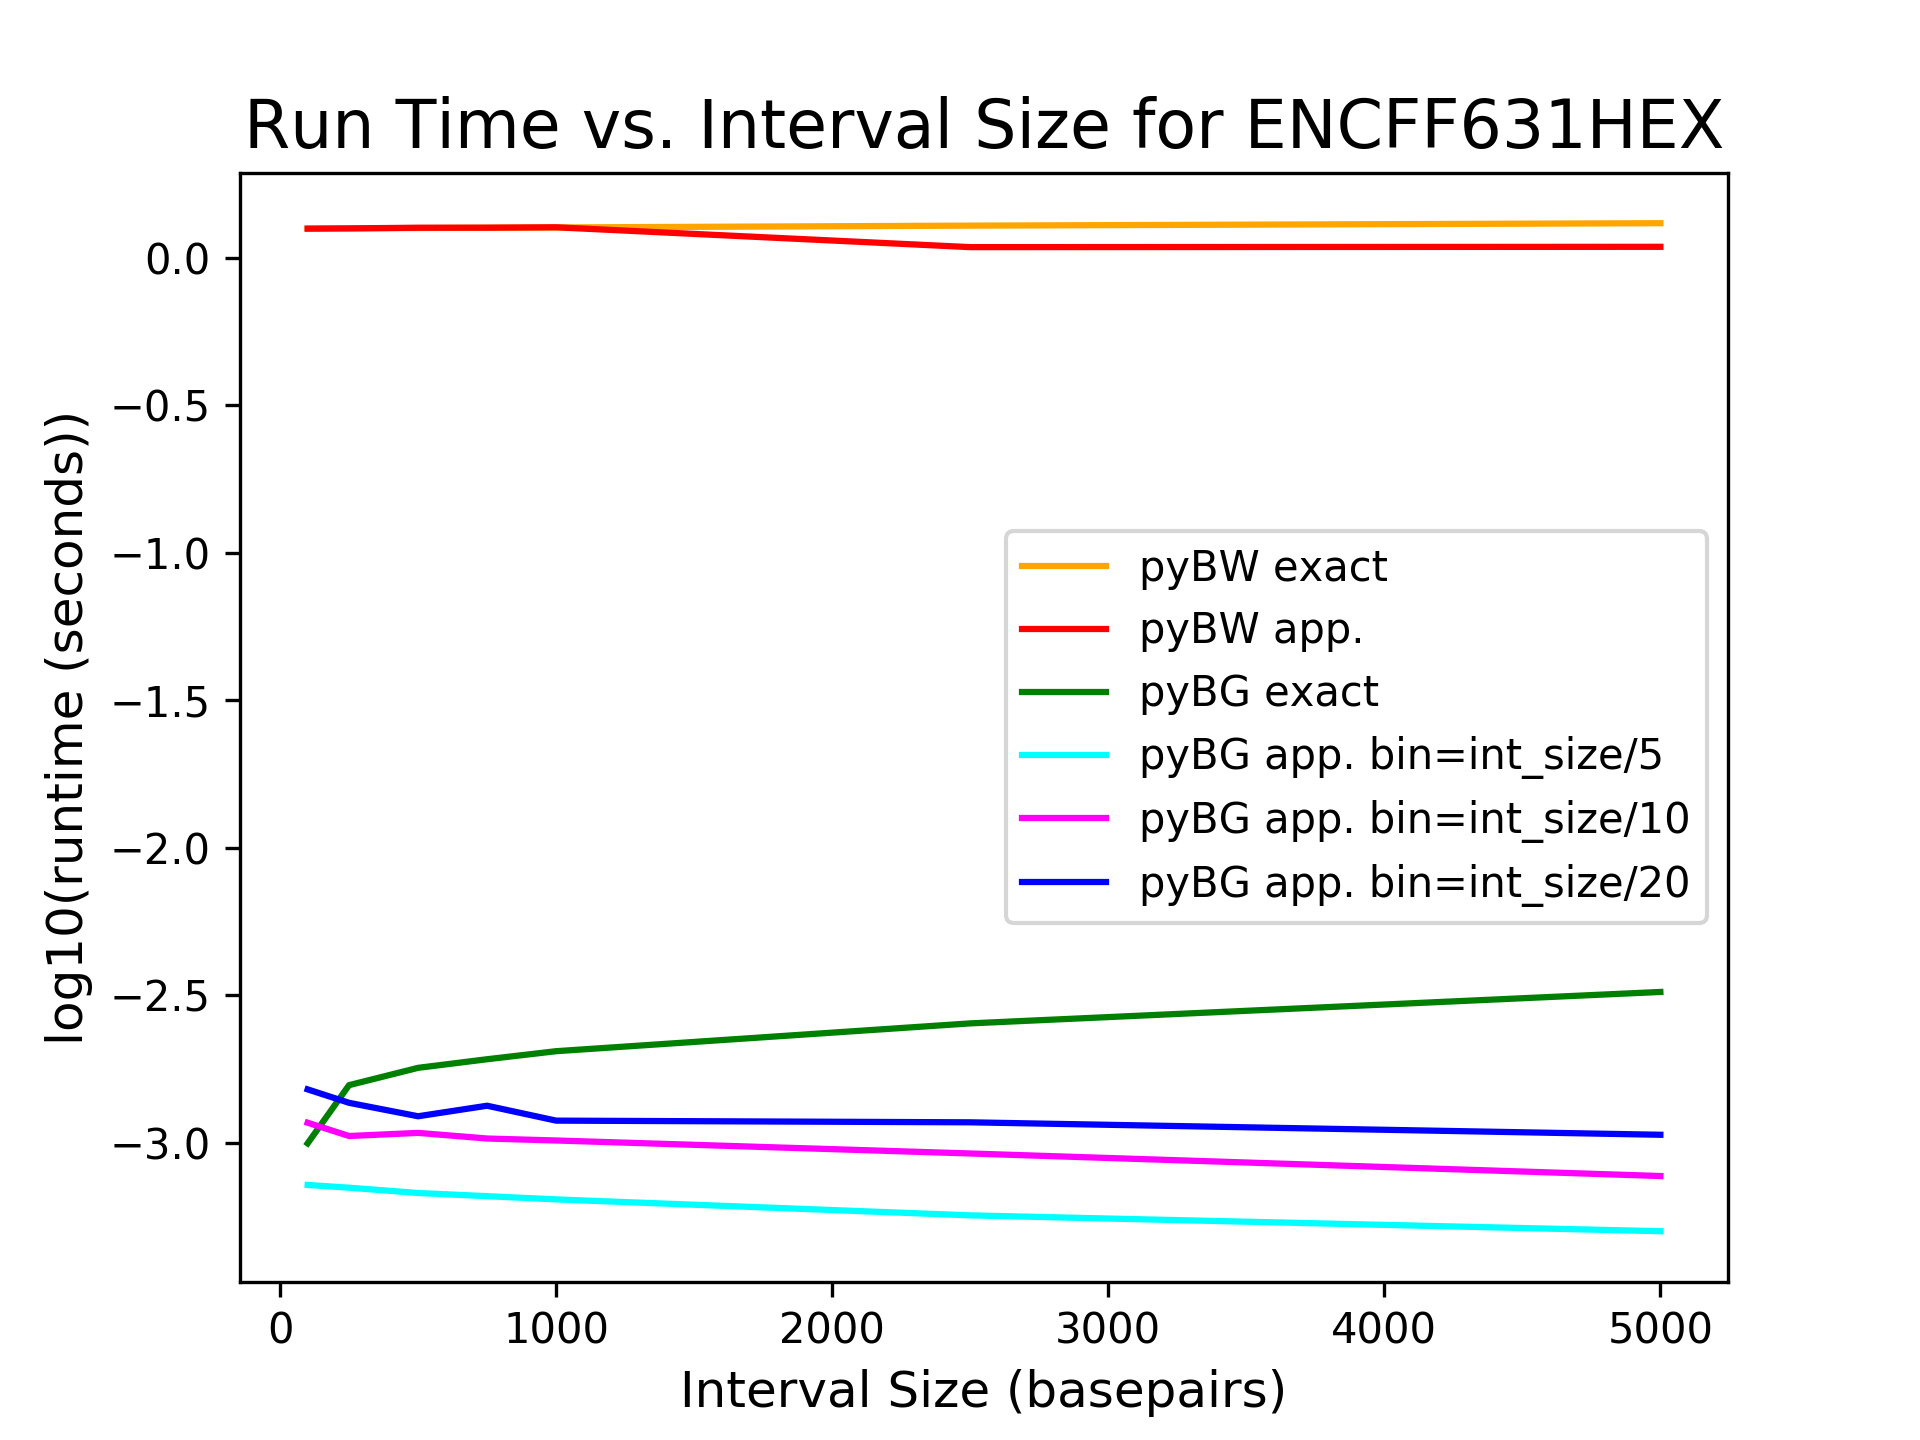 Run Time vs. Interval Size for ENCFF631HEX
log10(runtime (seconds))
0.0
−0.5
−1.0
−1.5
−2.0
−2.5
−3.0
pyBW exact
pyBW app.
pyBG exact
pyBG app. bin=int_size/5
pyBG app. bin=int_size/10
pyBG app. bin=int_size/20
0 1000 2000 3000 4000 5000
Interval Size (basepairs)